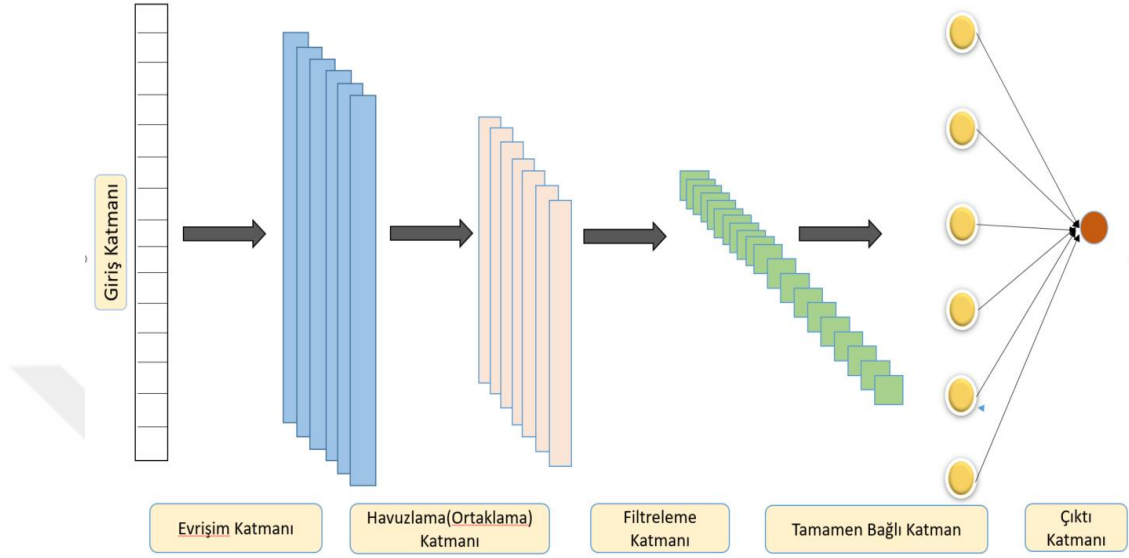 Giriş Katmanı
Evrişim Katmanı
Havuzlama(Ortaklama)
Katmanı
Filtreleme
Katmanı
Tamamen Bağlı Katman
Çıktı
Katmanı